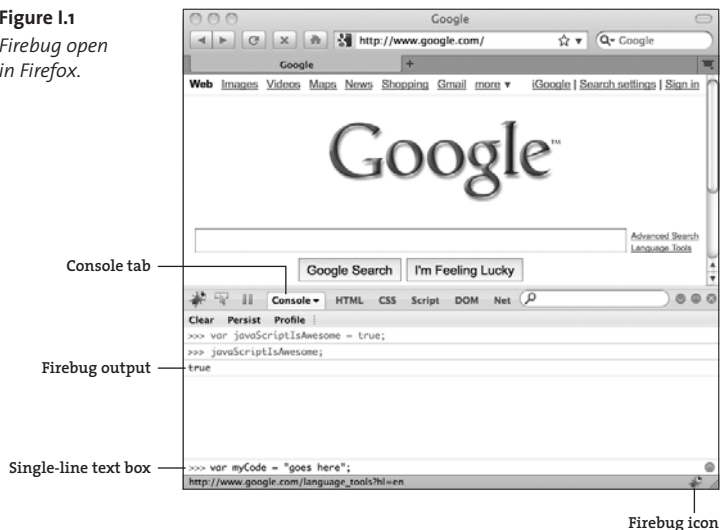 Figure I.1
Firebug open
in Firefox.
Google
http://www.google.com/
Google
Google
+
Web Images Videos Maps News Shopping Gmail more ▼ iGoogle | Search settings | Sign in
Google™
Advanced Search
Language Tools
Google Search I'm Feeling Lucky
Console tab
Console ▾ HTML CSS Script DOM Net
Clear Persist Profile
>>> var javaScriptIsAwesome = true;
>>> javaScriptIsAwesome;
Firebug output
true
Single-line text box
>>> var myCode = "goes here";
http://www.google.com/language_tools?hl=en
Firebug icon